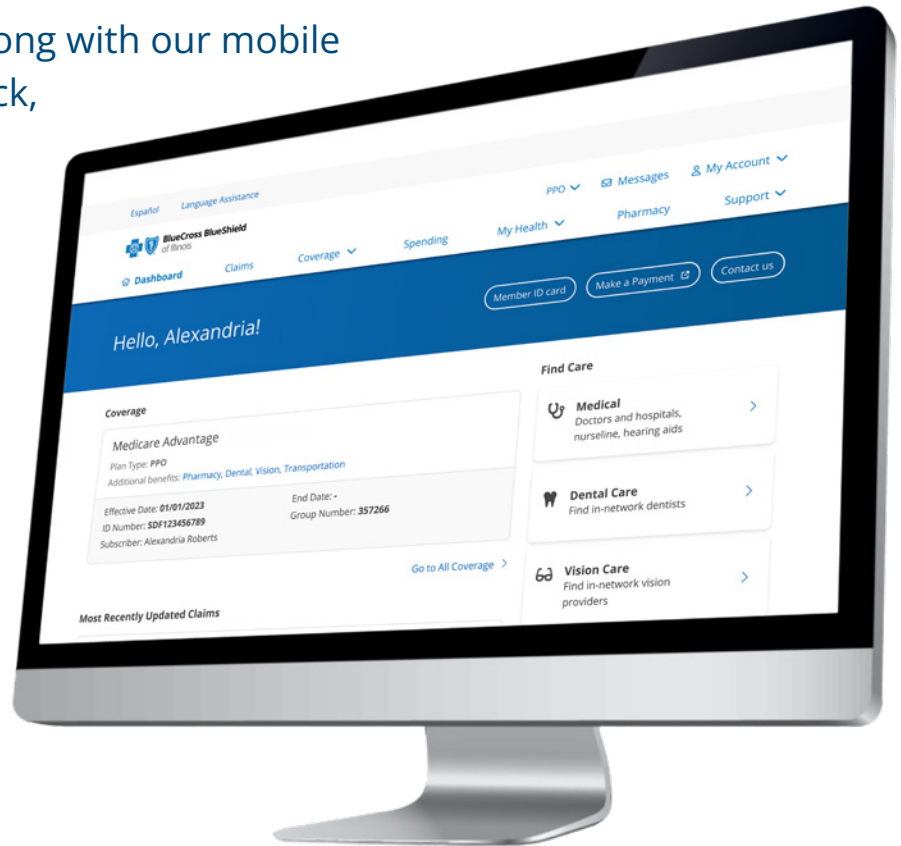 ong with our mobile
ck,
Español Language Assistance
PPO Messages My Account
BlueCross BlueShield
of Illinois
Dashboard Claims Coverage Spending My Health Pharmacy Support
Hello, Alexandria!
Member ID card Make a Payment Contact us
Coverage
Medicare Advantage
Plan Type: PPO
Additional benefits: Pharmacy, Dental, Vision, Transportation
Effective Date: 01/01/2023 End Date: -
ID Number: SDF123456789 Group Number: 357266
Subscriber: Alexandria Roberts
Go to All Coverage >
Most Recently Updated Claims
Find Care
Medical
Doctors and hospitals,
nurseline, hearing aids
Dental Care
Find in-network dentists
Vision Care
Find in-network vision
providers